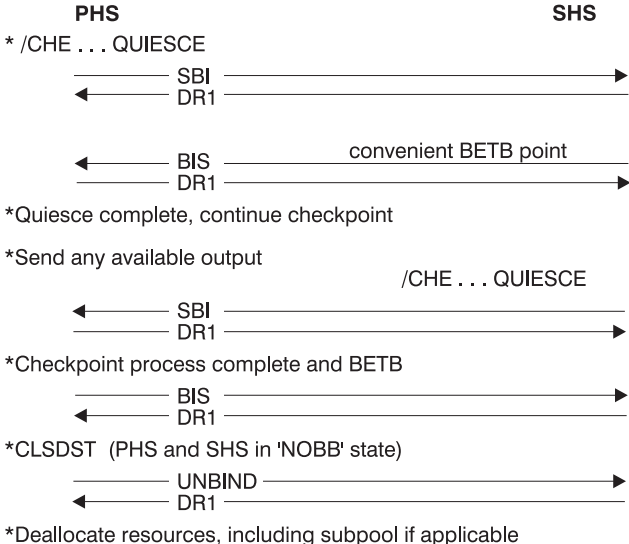 PHS SHS
* /CHE . . . QUIESCE
SBI
DR1
BIS convenient BETB point
DR1
*Quiesce complete, continue checkpoint
*Send any available output
/CHE . . . QUIESCE
SBI
DR1
*Checkpoint process complete and BETB
BIS
DR1
*CLSDST (PHS and SHS in 'NOBB' state)
UNBIND
DR1
*Deallocate resources, including subpool if applicable